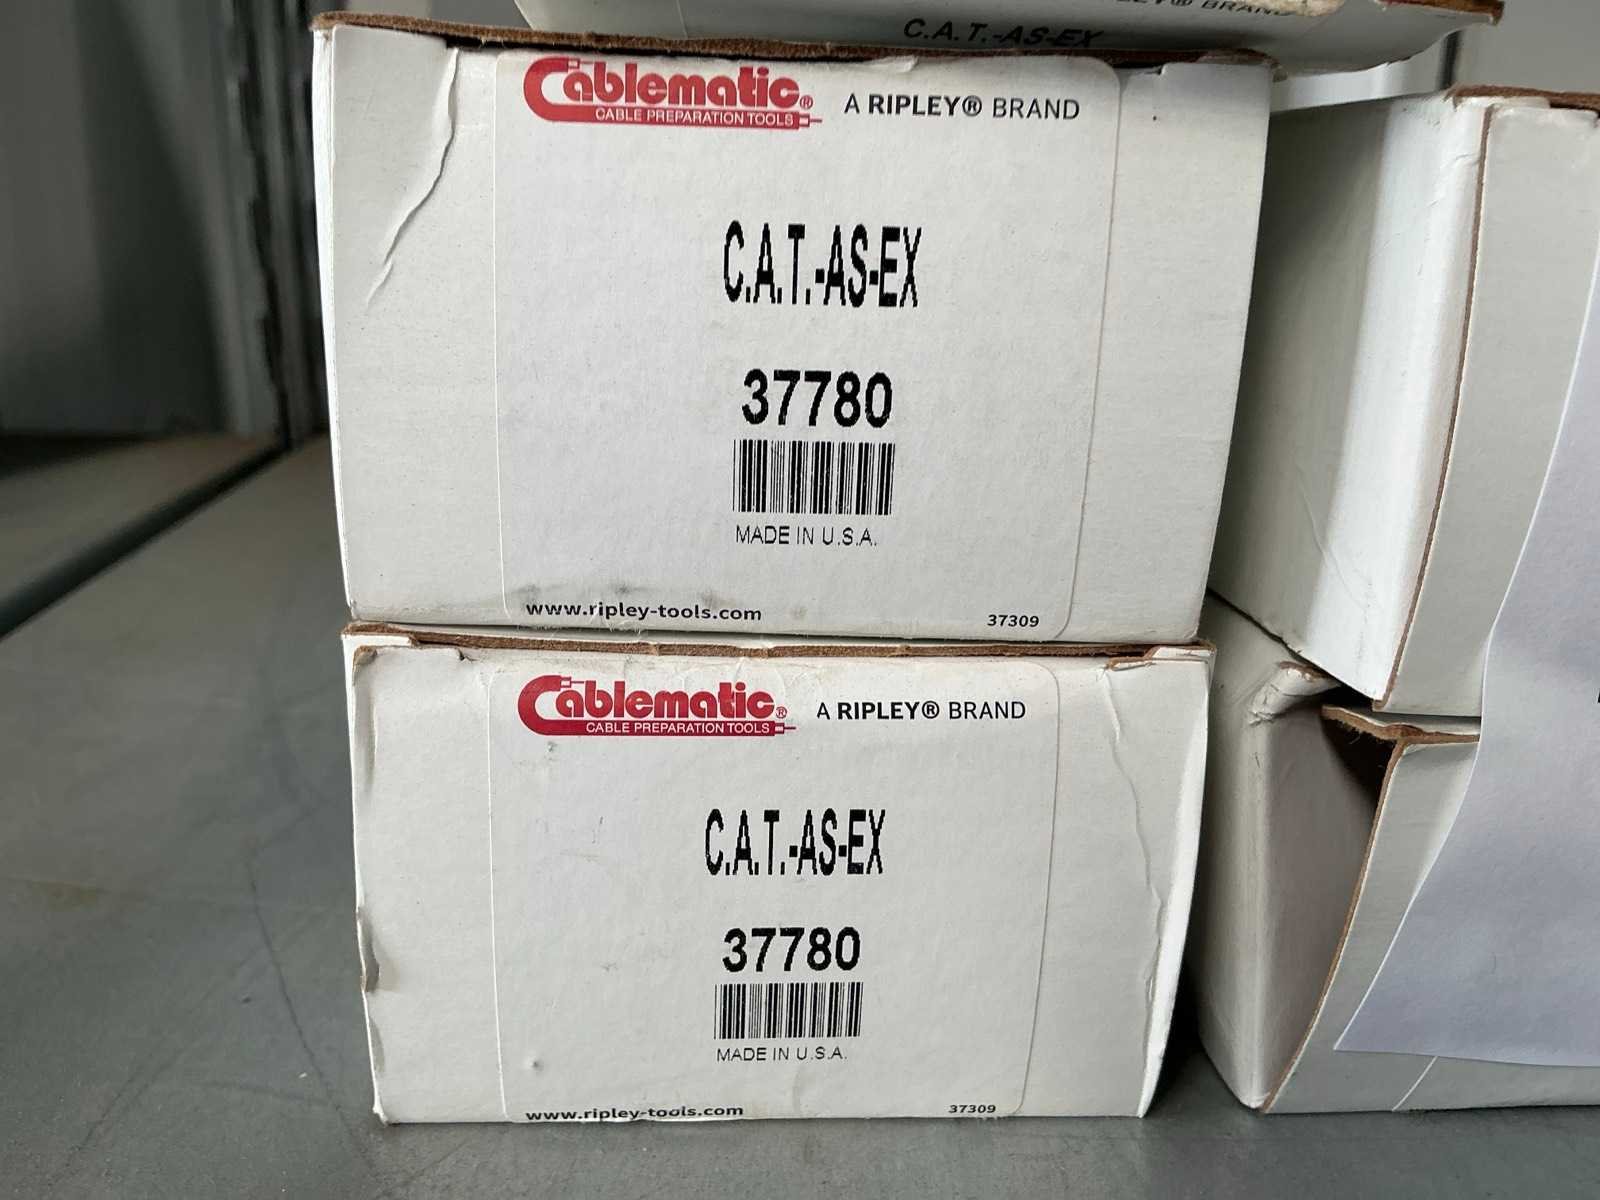 BRAND
C.A.T.-AS-EX
Cablematic®
CABLE PREPARATION TOOLS
A RIPLEY® BRAND
C.A.T.-AS-EX
37780
MADE IN U.S.A.
www.ripley-tools.com
37309
Cablematic®
CABLE PREPARATION TOOLS
A RIPLEY® BRAND
C.A.T.-AS-EX
37780
MADE IN U.S.A.
www.ripley-tools.com
37309